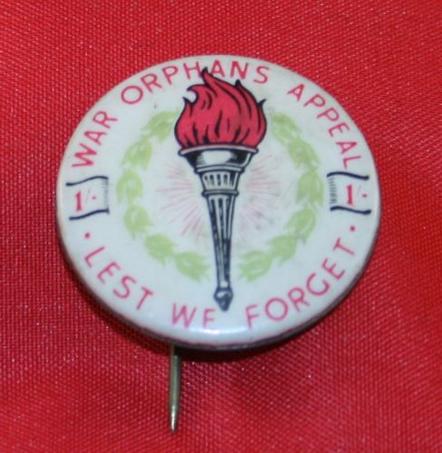 WAR ORPHANS APPEAL
1/-
1/-
· LEST WE FORGET ·